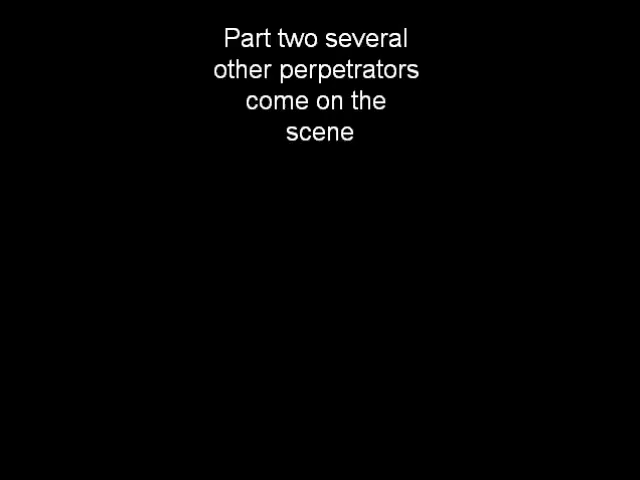 Part two several
other perpetrators
come on the
scene